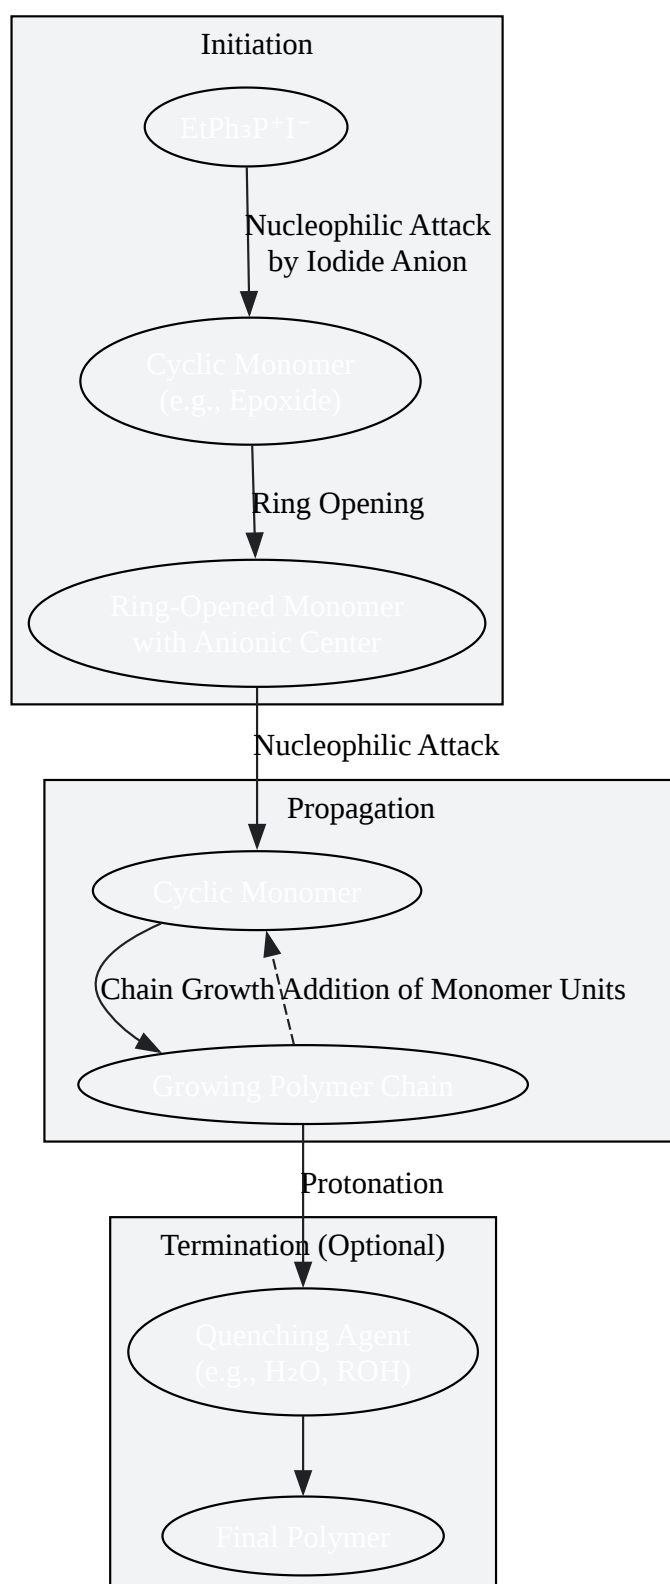 Initiation
EtPh₃P⁺I⁻
Nucleophilic Attack
by Iodide Anion
Cyclic Monomer
(e.g., Epoxide)
Ring Opening
Ring-Opened Monomer
with Anionic Center
Nucleophilic Attack
Propagation
Cyclic Monomer
Chain Growth
Addition of Monomer Units
Growing Polymer Chain
Protonation
Termination (Optional)
Quenching Agent
(e.g., H₂O, ROH)
Final Polymer